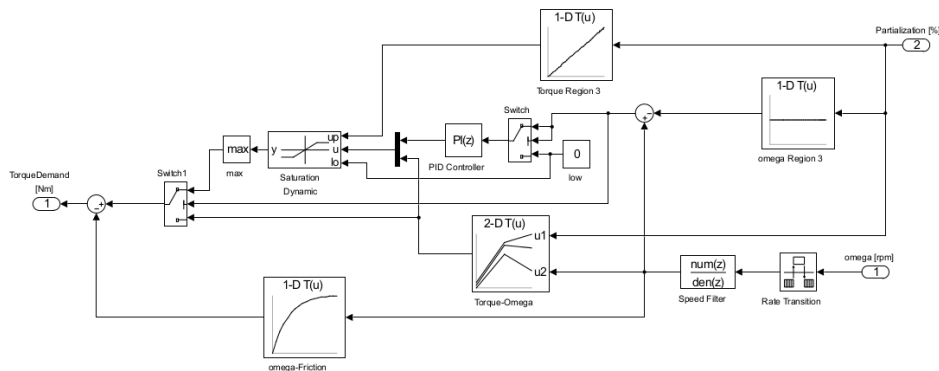 1-D T(u)
Partialization [%]
2
Torque Region 3
1-D T(u)
Switch
omega Region 3
up
u
lo
y
PI(z)
max
0
PID Controller
low
max
Saturation
Dynamic
TorqueDemand
[Nm]
Switch1
1
2-D T(u)
u1
u2
omega [rpm]
1
num(z)
den(z)
Torque-Omega
Speed Filter
Rate Transition
1-D T(u)
omega-Friction